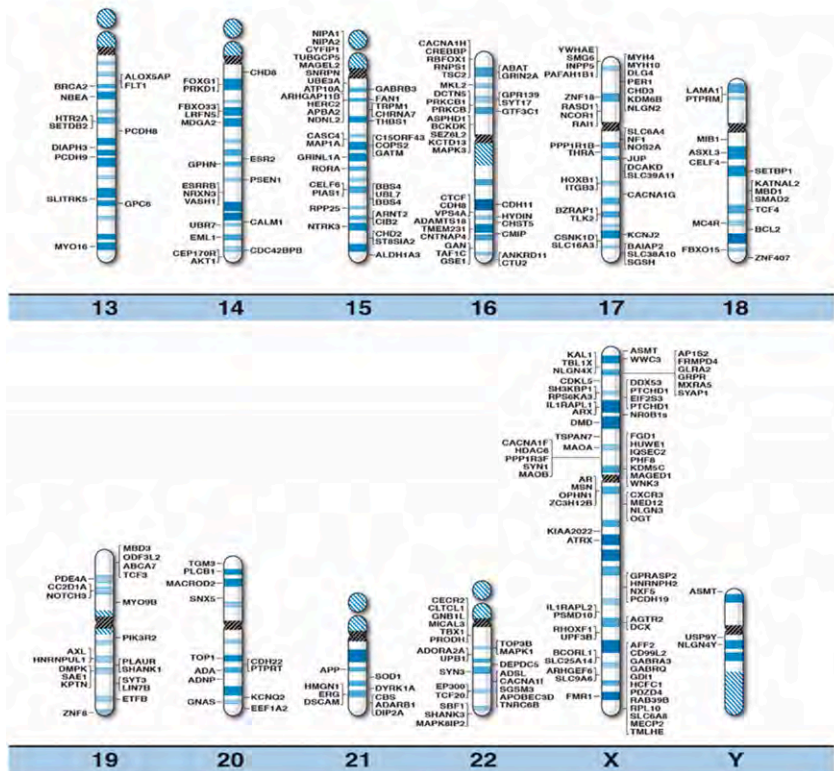 BRCA2
NBEA
HTR2A
SETDB2
DIAPH3
PCDH9
SLITRK5
MYO16
ALOX5AP
FLT1
PCDH8
GPC6
FOXG1
PRKD1
FBXO33
LRFN5
MDGA2
GPHN
ESRRB
NRXN3
VASH1
UBR7
EML1
CEP170R
AKT1
CHD8
ESR2
PSEN1
CALM1
CDC42BPB
NIPA1
NIPA2
CYFIP1
TUBGCP5
MAGEL2
SNRPN
UBE3A
ATP10A
ARHGAP11B
HERC2
APBA2
NDNL2
CASC4
MAP1A
GRINL1A
RORA
CELF6
PIAS1
RPP25
NTRK3
GABRB3
FAN1
TRPM1
CHRNA7
THBS1
C15ORF43
COPS2
GATM
BBS4
UBL7
BBS4
ARNT2
CIB2
CHD2
ST8SIA2
ALDH1A3
CACNA1H
CREBBP
RBFOX1
RNPS1
TSC2
MKL2
DCTN5
PRKCB1
PRKCB
ASPHD1
BCKDK
SEZ6L2
KCTD13
MAPK3
CTCF
CDH8
VPS4A
ADAMTS18
TMEM231
CNTNAP4
GAN
TAF1C
GSE1
ABAT
GRIN2A
GPR139
SYT17
GTF3C1
CDH11
HYDIN
CHST5
CMIP
ANKRD11
CTU2
YWHAE
SMG6
INPP5
PAFAH1B1
ZNF18
RASD1
NCOR1
RAI1
PPP1R1B
THRA
HOXB1
ITGB3
BZRAP1
TLK2
CSNK1D
SLC16A3
MYH4
MYH10
DLG4
PER1
CHD3
KDM6B
NLGN2
SLC6A4
NF1
NOS2A
JUP
DCAKD
SLC39A11
CACNA1G
KCNJ2
BAIAP2
SLC38A10
SGSH
LAMA1
PTPRM
MIB1
ASXL3
CELF4
MC4R
FBXO15
SETBP1
KATNAL2
MBD1
SMAD2
TCF4
BCL2
ZNF407
13 14 15 16 17 18
PDE4A
CC2D1A
NOTCH3
AXL
HNRNPUL1
DMPK
SAE1
KPTN
ZNF8
MBD3
ODF3L2
ABCA7
TCF3
MYO9B
PIK3R2
PLAUR
SHANK1
SYT3
LIN7B
ETFB
TGM3
PLCB1
MACROD2
SNX5
TOP1
ADA
ADNP
GNAS
CDH22
PTPRT
KCNQ2
EEF1A2
APP
HMGN1
ERG
DSCAM
SOD1
DYRK1A
CBS
ADARB1
DIP2A
CECR2
CLTCL1
GNB1L
MICAL3
TBX1
PRODH
ADORA2A
UPB1
SYN3
EP300
TCF20
SBF1
SHANK3
MAPK8IP2
TOP3B
MAPK1
DEPDC5
ADSL
CACNA1I
SGSM3
APOBEC3D
TNRC6B
KAL1
TBL1X
NLGN4X
CDKL5
SH3KBP1
RPS6KA3
IL1RAPL1
ARX
DMD
TSPAN7
MAOA
CACNA1F
HDAC6
PPP1R3F
SYN1
MAOB
AR
MSN
OPHN1
ZC3H12B
KIAA2022
ATRX
IL1RAPL2
PSMD10
RHOXF1
UPF3B
BCORL1
SLC25A14
ARHGEF6
SLC9A6
FMR1
ASMT
WWC3
AP1S2
FRMPD4
GLRA2
GRPR
MXRA5
SYAP1
DDX53
PTCHD1
EIF2S3
PTCHD1
NR0B1s
FGD1
HUWE1
IQSEC2
PHF8
KDM5C
MAGED1
WNK3
CXCR3
MED12
NLGN3
OGT
GPRASP2
HNRNPH2
NXF5
PCDH19
AGTR2
DCX
AFF2
CD99L2
GABRA3
GABRQ
GDI1
HCFC1
PDZD4
RAB39B
RPL10
SLC6A8
MECP2
TMLHE
ASMT
USP9Y
NLGN4Y
19 20 21 22 X Y